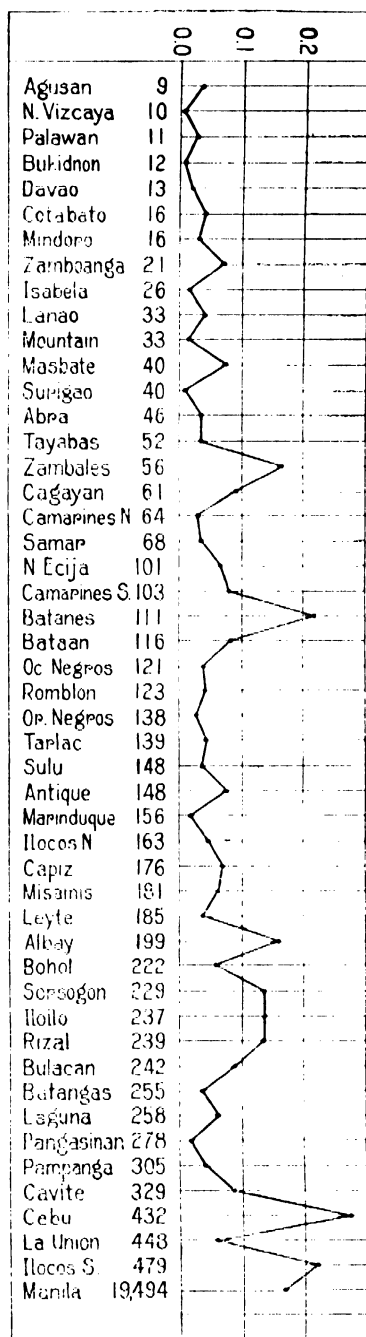 0.0 0.1 0.2
Agusan 9
N. Vizcaya 10
Palawan 11
Bukidnon 12
Davao 13
Cotabato 16
Mindoro 16
Zamboanga 21
Isabela 26
Lanao 33
Mountain 33
Masbate 40
Surigao 40
Abra 46
Tayabas 52
Zambales 56
Cagayan 61
Camarines N 64
Samar 68
N Ecija 101
Camarines S. 103
Batanes 111
Bataan 116
Oc Negros 121
Romblon 123
Or. Negros 138
Tarlac 139
Sulu 148
Antique 148
Marinduque 156
Ilocos N 163
Capiz 176
Misamis 181
Leyte 185
Albay 199
Bohol 222
Sorsogon 229
Iloilo 237
Rizal 239
Bulacan 242
Batangas 255
Laguna 258
Pangasinan 278
Pampanga 305
Cavite 329
Cebu 432
La Union 448
Ilocos S. 479
Manila 19,494